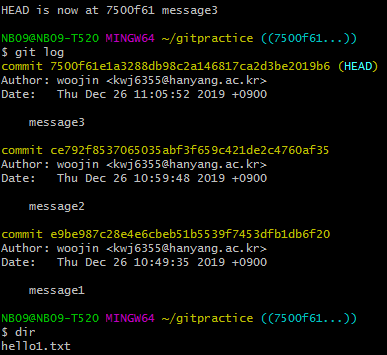 HEAD is now at 7500f61 message3
NB09@NB09-T520 MINGW64 ~/gitpractice ((7500f61...))
$ git log
commit 7500f61e1a3288db98c2a146817ca2d3be2019b6 (HEAD)
Author: woojin <kwj6355@hanyang.ac.kr>
Date:   Thu Dec 26 11:05:52 2019 +0900
message3
commit ce792f8537065035abf3f659c421de2c4760af35
Author: woojin <kwj6355@hanyang.ac.kr>
Date:   Thu Dec 26 10:59:48 2019 +0900
message2
commit e9be987c28e4e6cbeb51b5539f7453dfb1db6f20
Author: woojin <kwj6355@hanyang.ac.kr>
Date:   Thu Dec 26 10:49:35 2019 +0900
message1
NB09@NB09-T520 MINGW64 ~/gitpractice ((7500f61...))
$ dir
hello1.txt